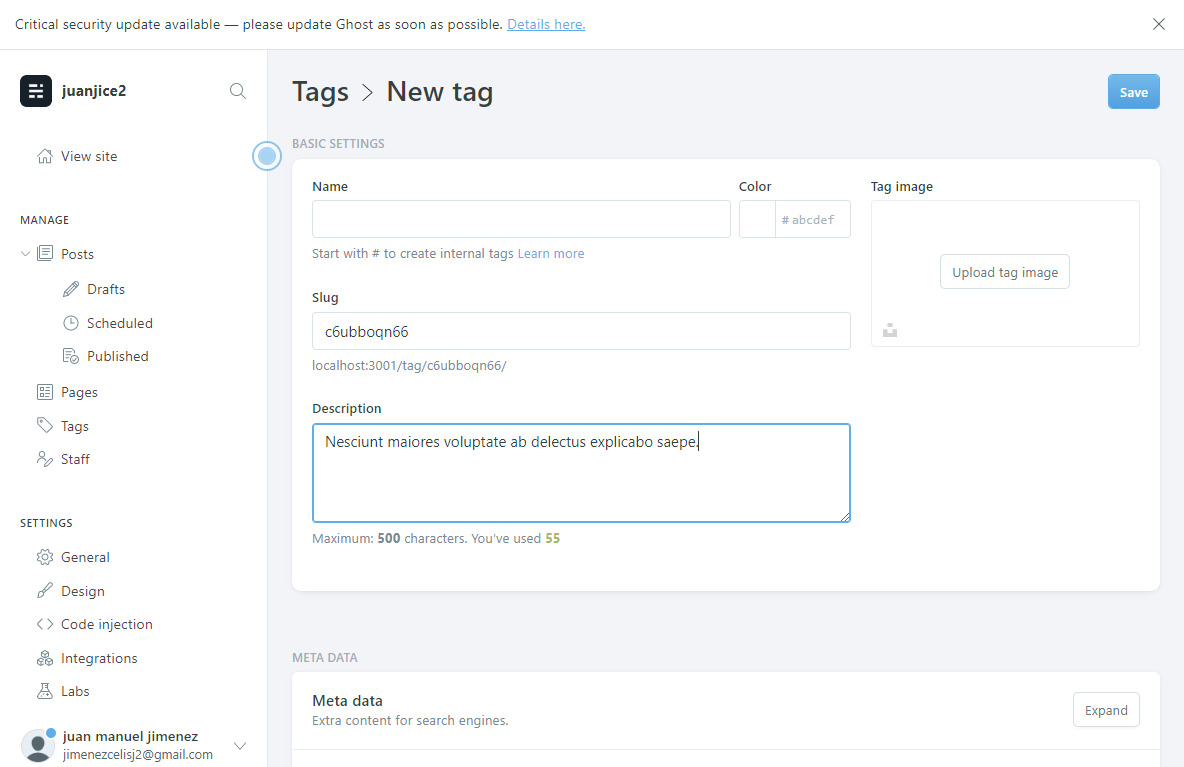 Critical security update available — please update Ghost as soon as possible. Details here.
juanjice2
View site
MANAGE
Posts
Drafts
Scheduled
Published
Pages
Tags
Staff
SETTINGS
General
Design
Code injection
Integrations
Labs
juan manuel jimenez
jimenezcelisj2@gmail.com
Tags > New tag
Save
BASIC SETTINGS
Name
Color
# abcdef
Start with # to create internal tags Learn more
Slug
c6ubboqn66
localhost:3001/tag/c6ubboqn66/
Description
Nesciunt maiores voluptate ab delectus explicabo saepe.
Maximum: 500 characters. You've used 55
Tag image
Upload tag image
META DATA
Meta data
Extra content for search engines.
Expand